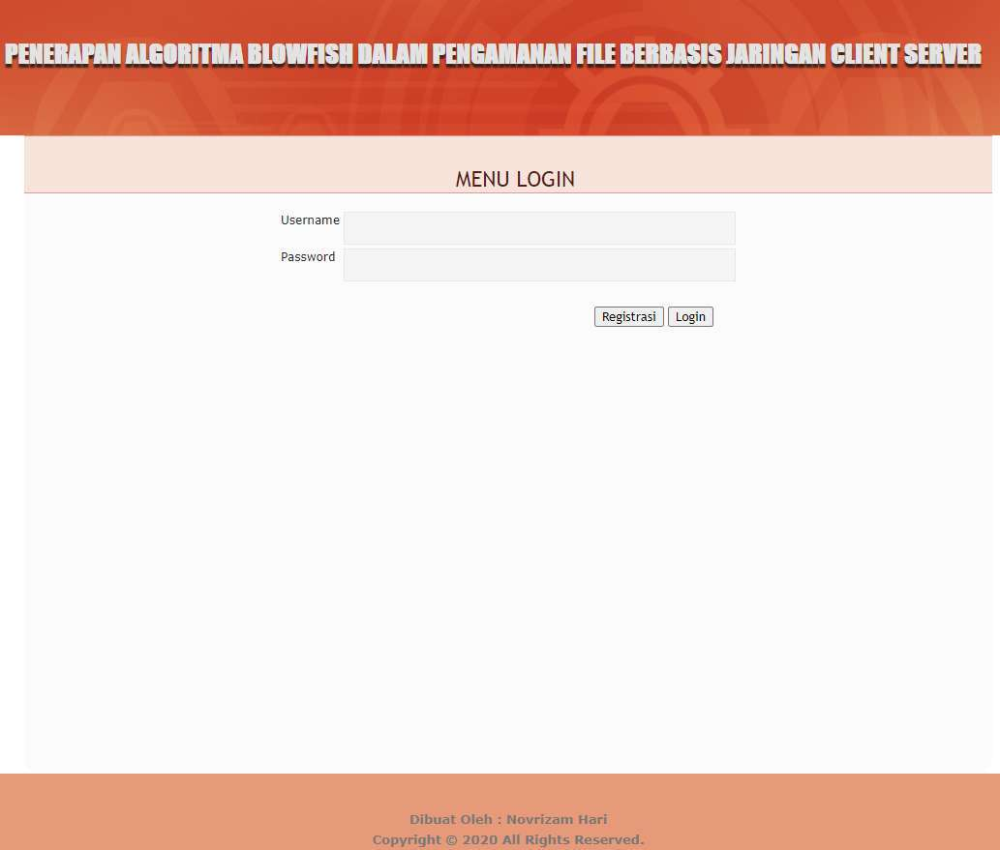 PENERAPAN ALGORITMA BLOWFISH DALAM PENGAMANAN FILE BERBASIS JARINGAN CLIENT SERVER
MENU LOGIN
Username
Password
Registrasi Login
Dibuat Oleh : Novrizam Hari
Copyright © 2020 All Rights Reserved.